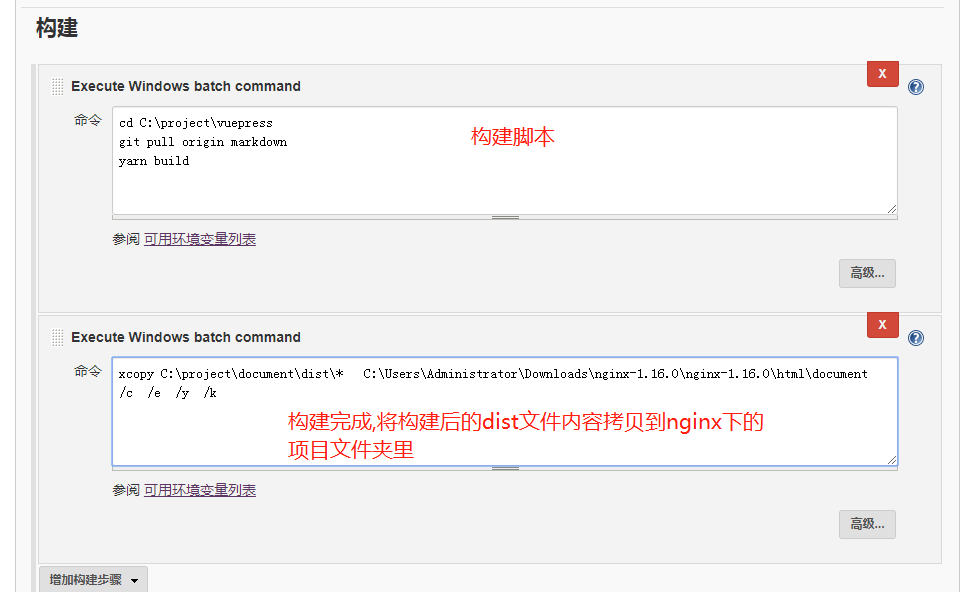 构建
Execute Windows batch command
X
命令
cd C:\project\vuepress
git pull origin markdown
yarn build
构建脚本
参阅 可用环境变量列表
高级...
Execute Windows batch command
X
命令
xcopy C:\project\document\dist\*   C:\Users\Administrator\Downloads\nginx-1.16.0\nginx-1.16.0\html\document
/c  /e  /y  /k
构建完成,将构建后的dist文件内容拷贝到nginx下的
项目文件夹里
参阅 可用环境变量列表
高级...
增加构建步骤